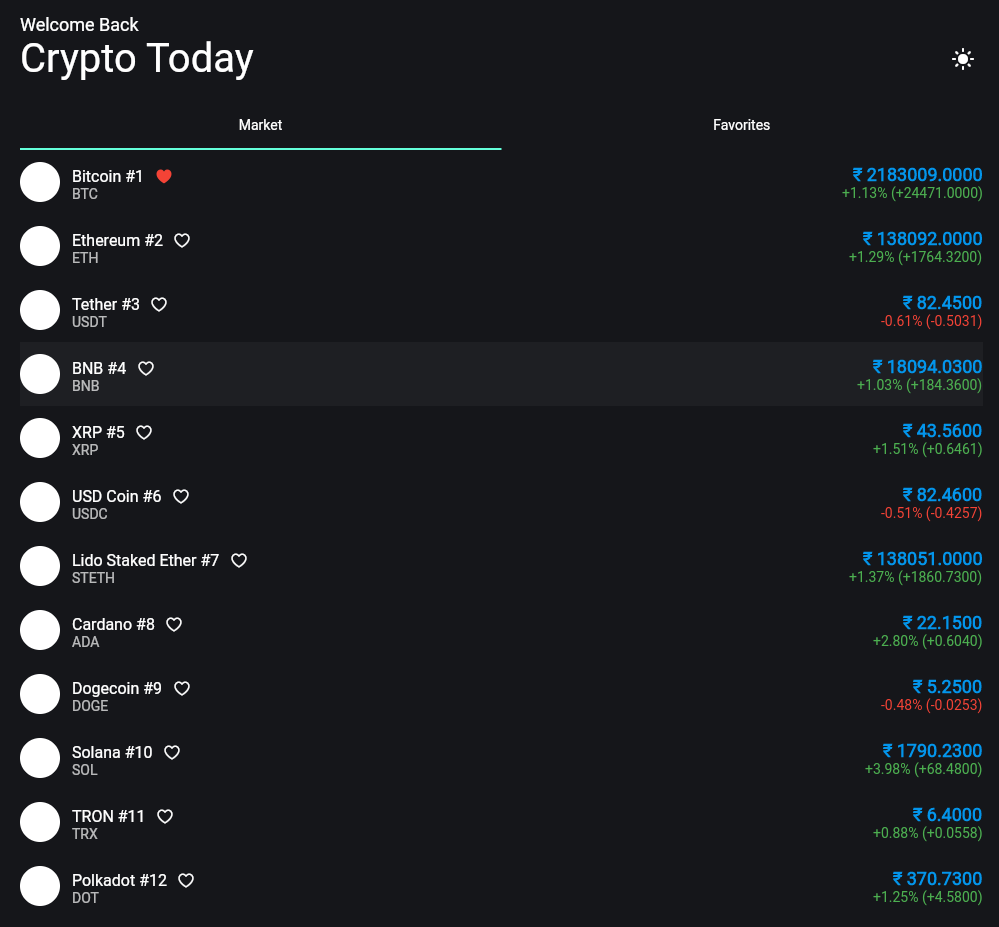 Welcome Back
Crypto Today
Market
Favorites
Bitcoin #1
BTC
₹ 2183009.0000
+1.13% (+24471.0000)
Ethereum #2
ETH
₹ 138092.0000
+1.29% (+1764.3200)
Tether #3
USDT
₹ 82.4500
-0.61% (-0.5031)
BNB #4
BNB
₹ 18094.0300
+1.03% (+184.3600)
XRP #5
XRP
₹ 43.5600
+1.51% (+0.6461)
USD Coin #6
USDC
₹ 82.4600
-0.51% (-0.4257)
Lido Staked Ether #7
STETH
₹ 138051.0000
+1.37% (+1860.7300)
Cardano #8
ADA
₹ 22.1500
+2.80% (+0.6040)
Dogecoin #9
DOGE
₹ 5.2500
-0.48% (-0.0253)
Solana #10
SOL
₹ 1790.2300
+3.98% (+68.4800)
TRON #11
TRX
₹ 6.4000
+0.88% (+0.0558)
Polkadot #12
DOT
₹ 370.7300
+1.25% (+4.5800)